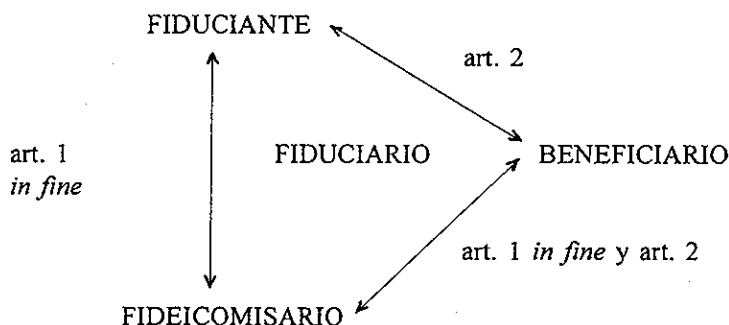 FIDUCIANTE
art. 2
art. 1
in fine
FIDUCIARIO
BENEFICIARIO
art. 1 in fine y art. 2
FIDEICOMISARIO